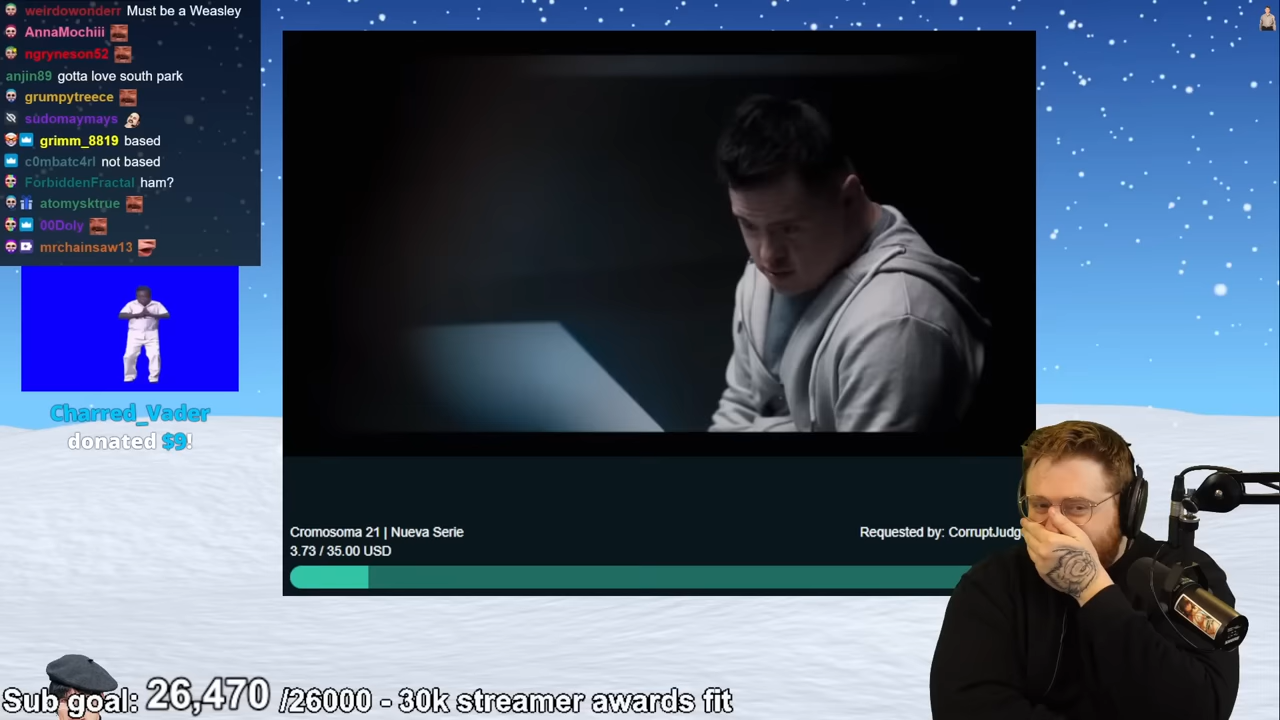 weirdowonderr Must be a Weasley
AnnaMochiii
ngryneson52
anjin89 gotta love south park
grumpytreece
südomaymays
grimm_8819 based
c0mbatc4rl not based
ForbiddenFractal ham?
atomysktrue
00Doly
mrchainsaw13
Charred_Vader
donated $9!
Cromosoma 21 | Nueva Serie
Requested by: CorruptJudg
3.73 / 35.00 USD
Sub goal: 26,470 /26000 - 30k streamer awards fit